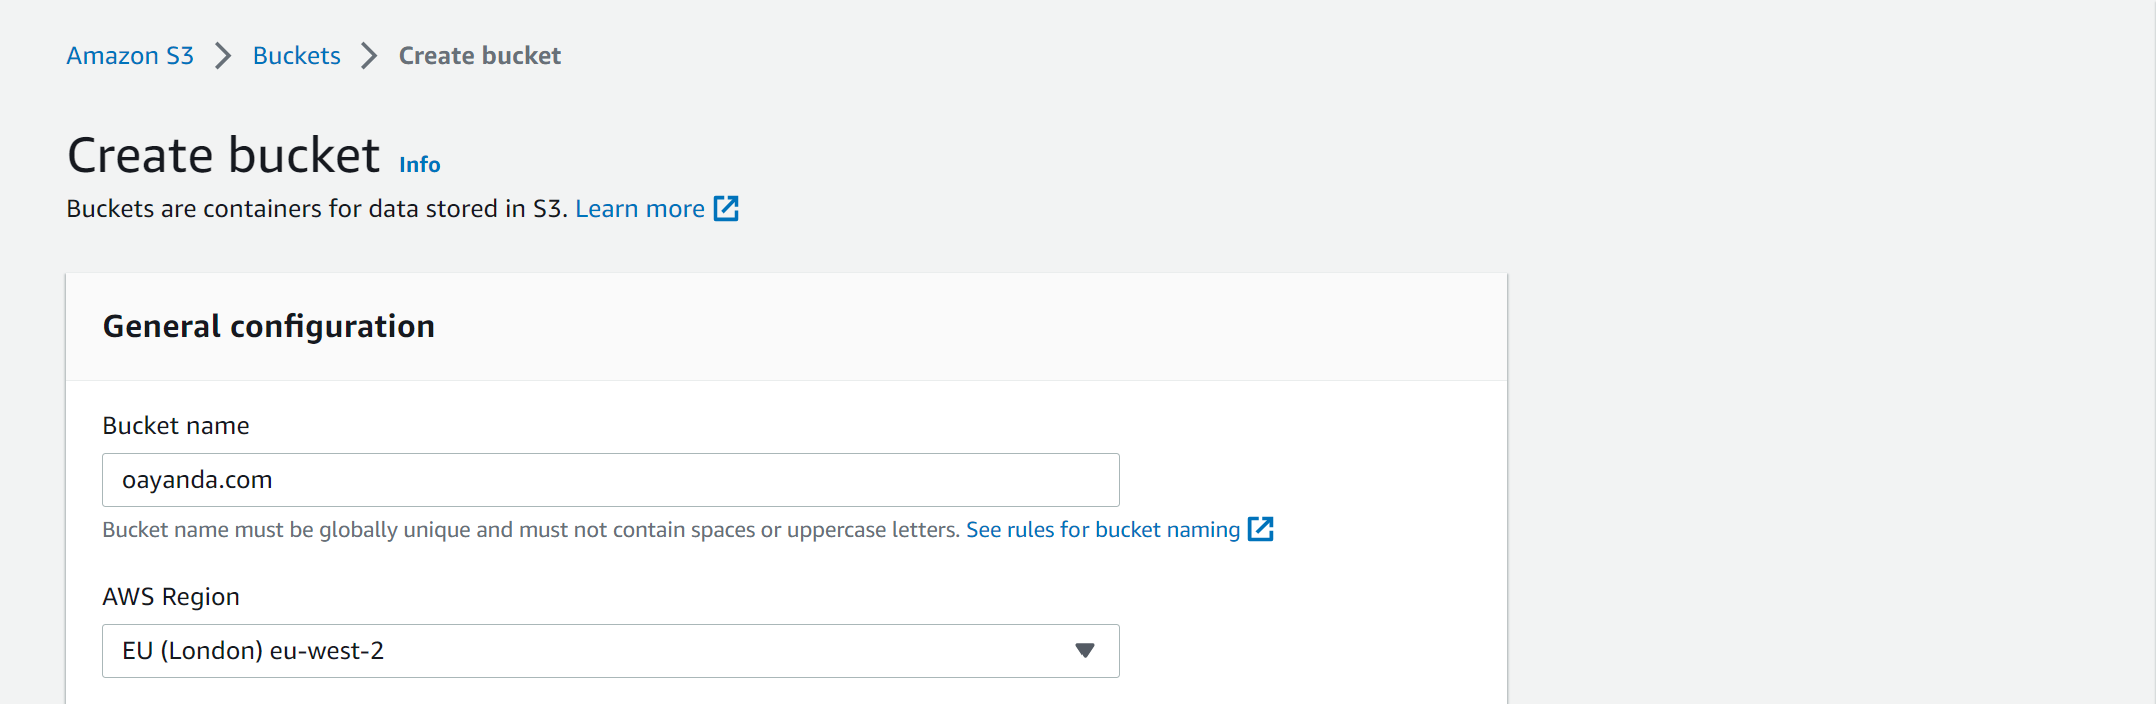 Amazon S3 > Buckets > Create bucket
Create bucket Info
Buckets are containers for data stored in S3. Learn more
General configuration
Bucket name
oayanda.com
Bucket name must be globally unique and must not contain spaces or uppercase letters. See rules for bucket naming
AWS Region
EU (London) eu-west-2